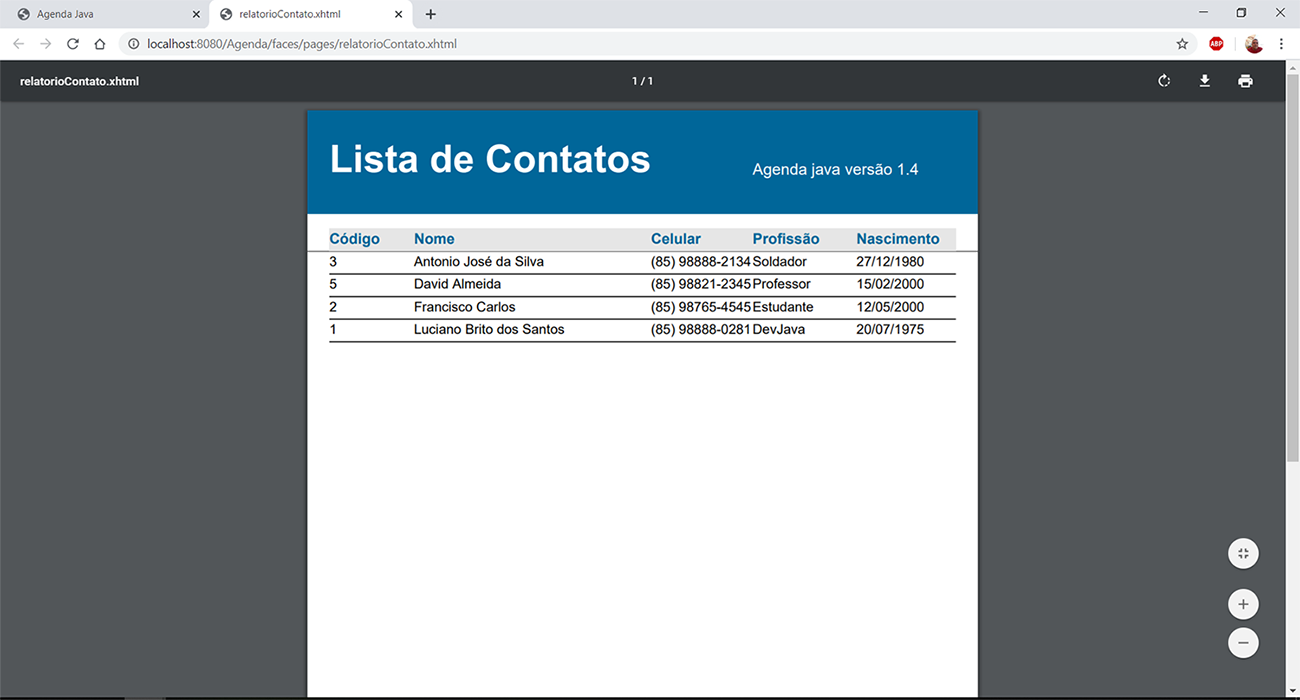 Agenda Java relatorioContato.xhtml
localhost:8080/Agenda/faces/pages/relatorioContato.xhtml ABP
relatorioContato.xhtml 1 / 1
Lista de Contatos
Agenda java versão 1.4
Código Nome Celular Profissão Nascimento
3 Antonio José da Silva (85) 98888-2134 Soldador 27/12/1980
5 David Almeida (85) 98821-2345 Professor 15/02/2000
2 Francisco Carlos (85) 98765-4545 Estudante 12/05/2000
1 Luciano Brito dos Santos (85) 98888-0281 DevJava 20/07/1975